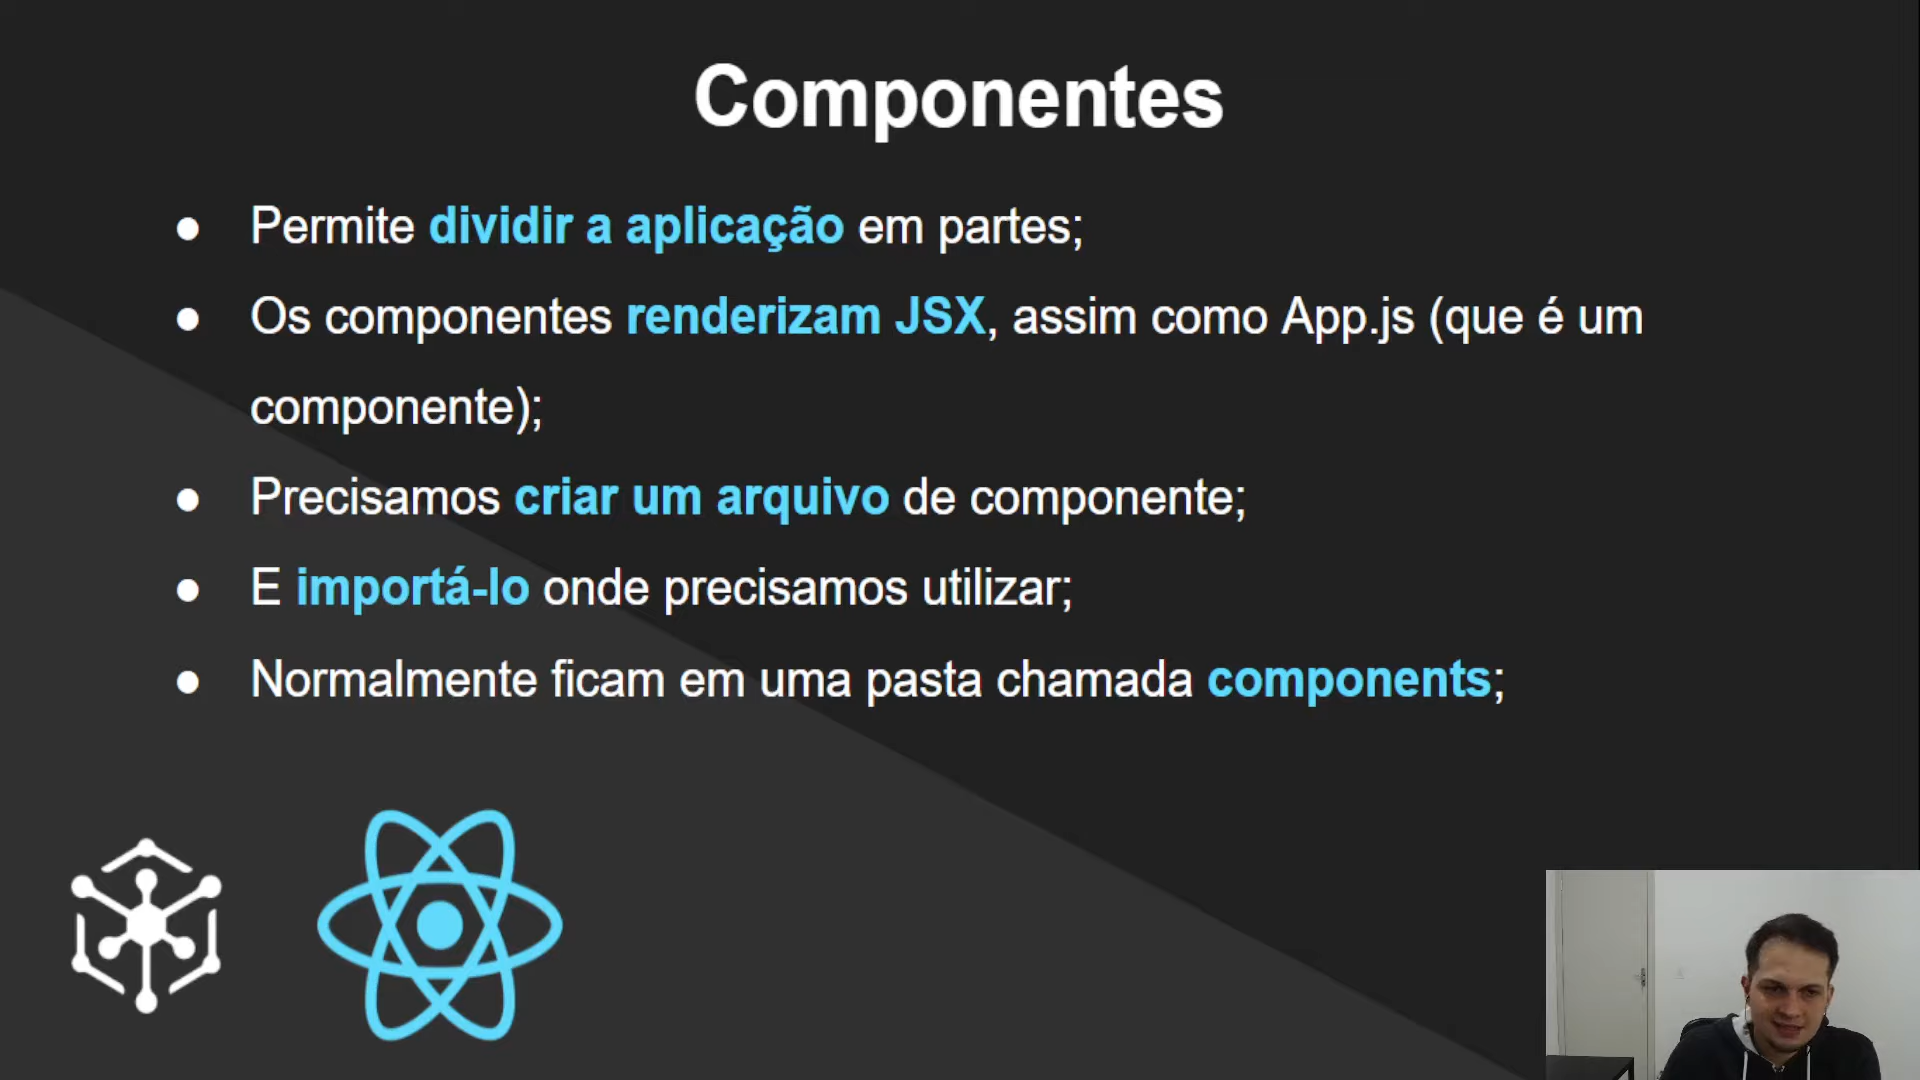 Componentes
● Permite dividir a aplicação em partes;
● Os componentes renderizam JSX, assim como App.js (que é um
componente);
● Precisamos criar um arquivo de componente;
● E importá-lo onde precisamos utilizar;
● Normalmente ficam em uma pasta chamada components;